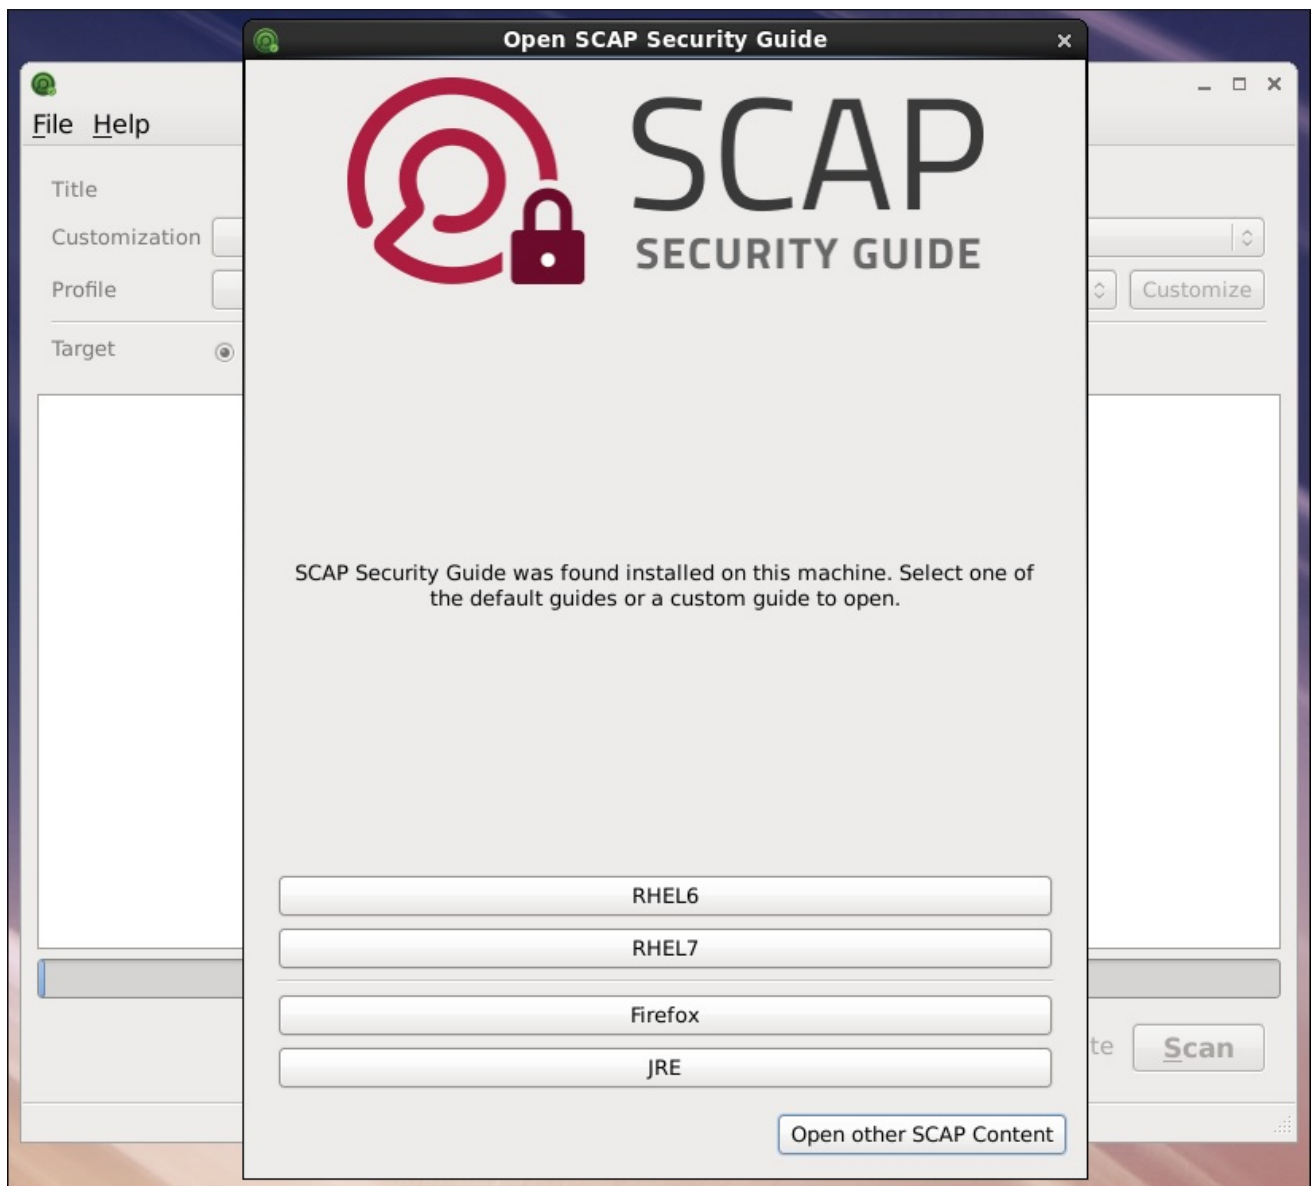 Open SCAP Security Guide
File Help
Title
Customization
Profile
Customize
Target
SCAP
SECURITY GUIDE
SCAP Security Guide was found installed on this machine. Select one of
the default guides or a custom guide to open.
RHEL6
RHEL7
Firefox
JRE
Open other SCAP Content
Scan